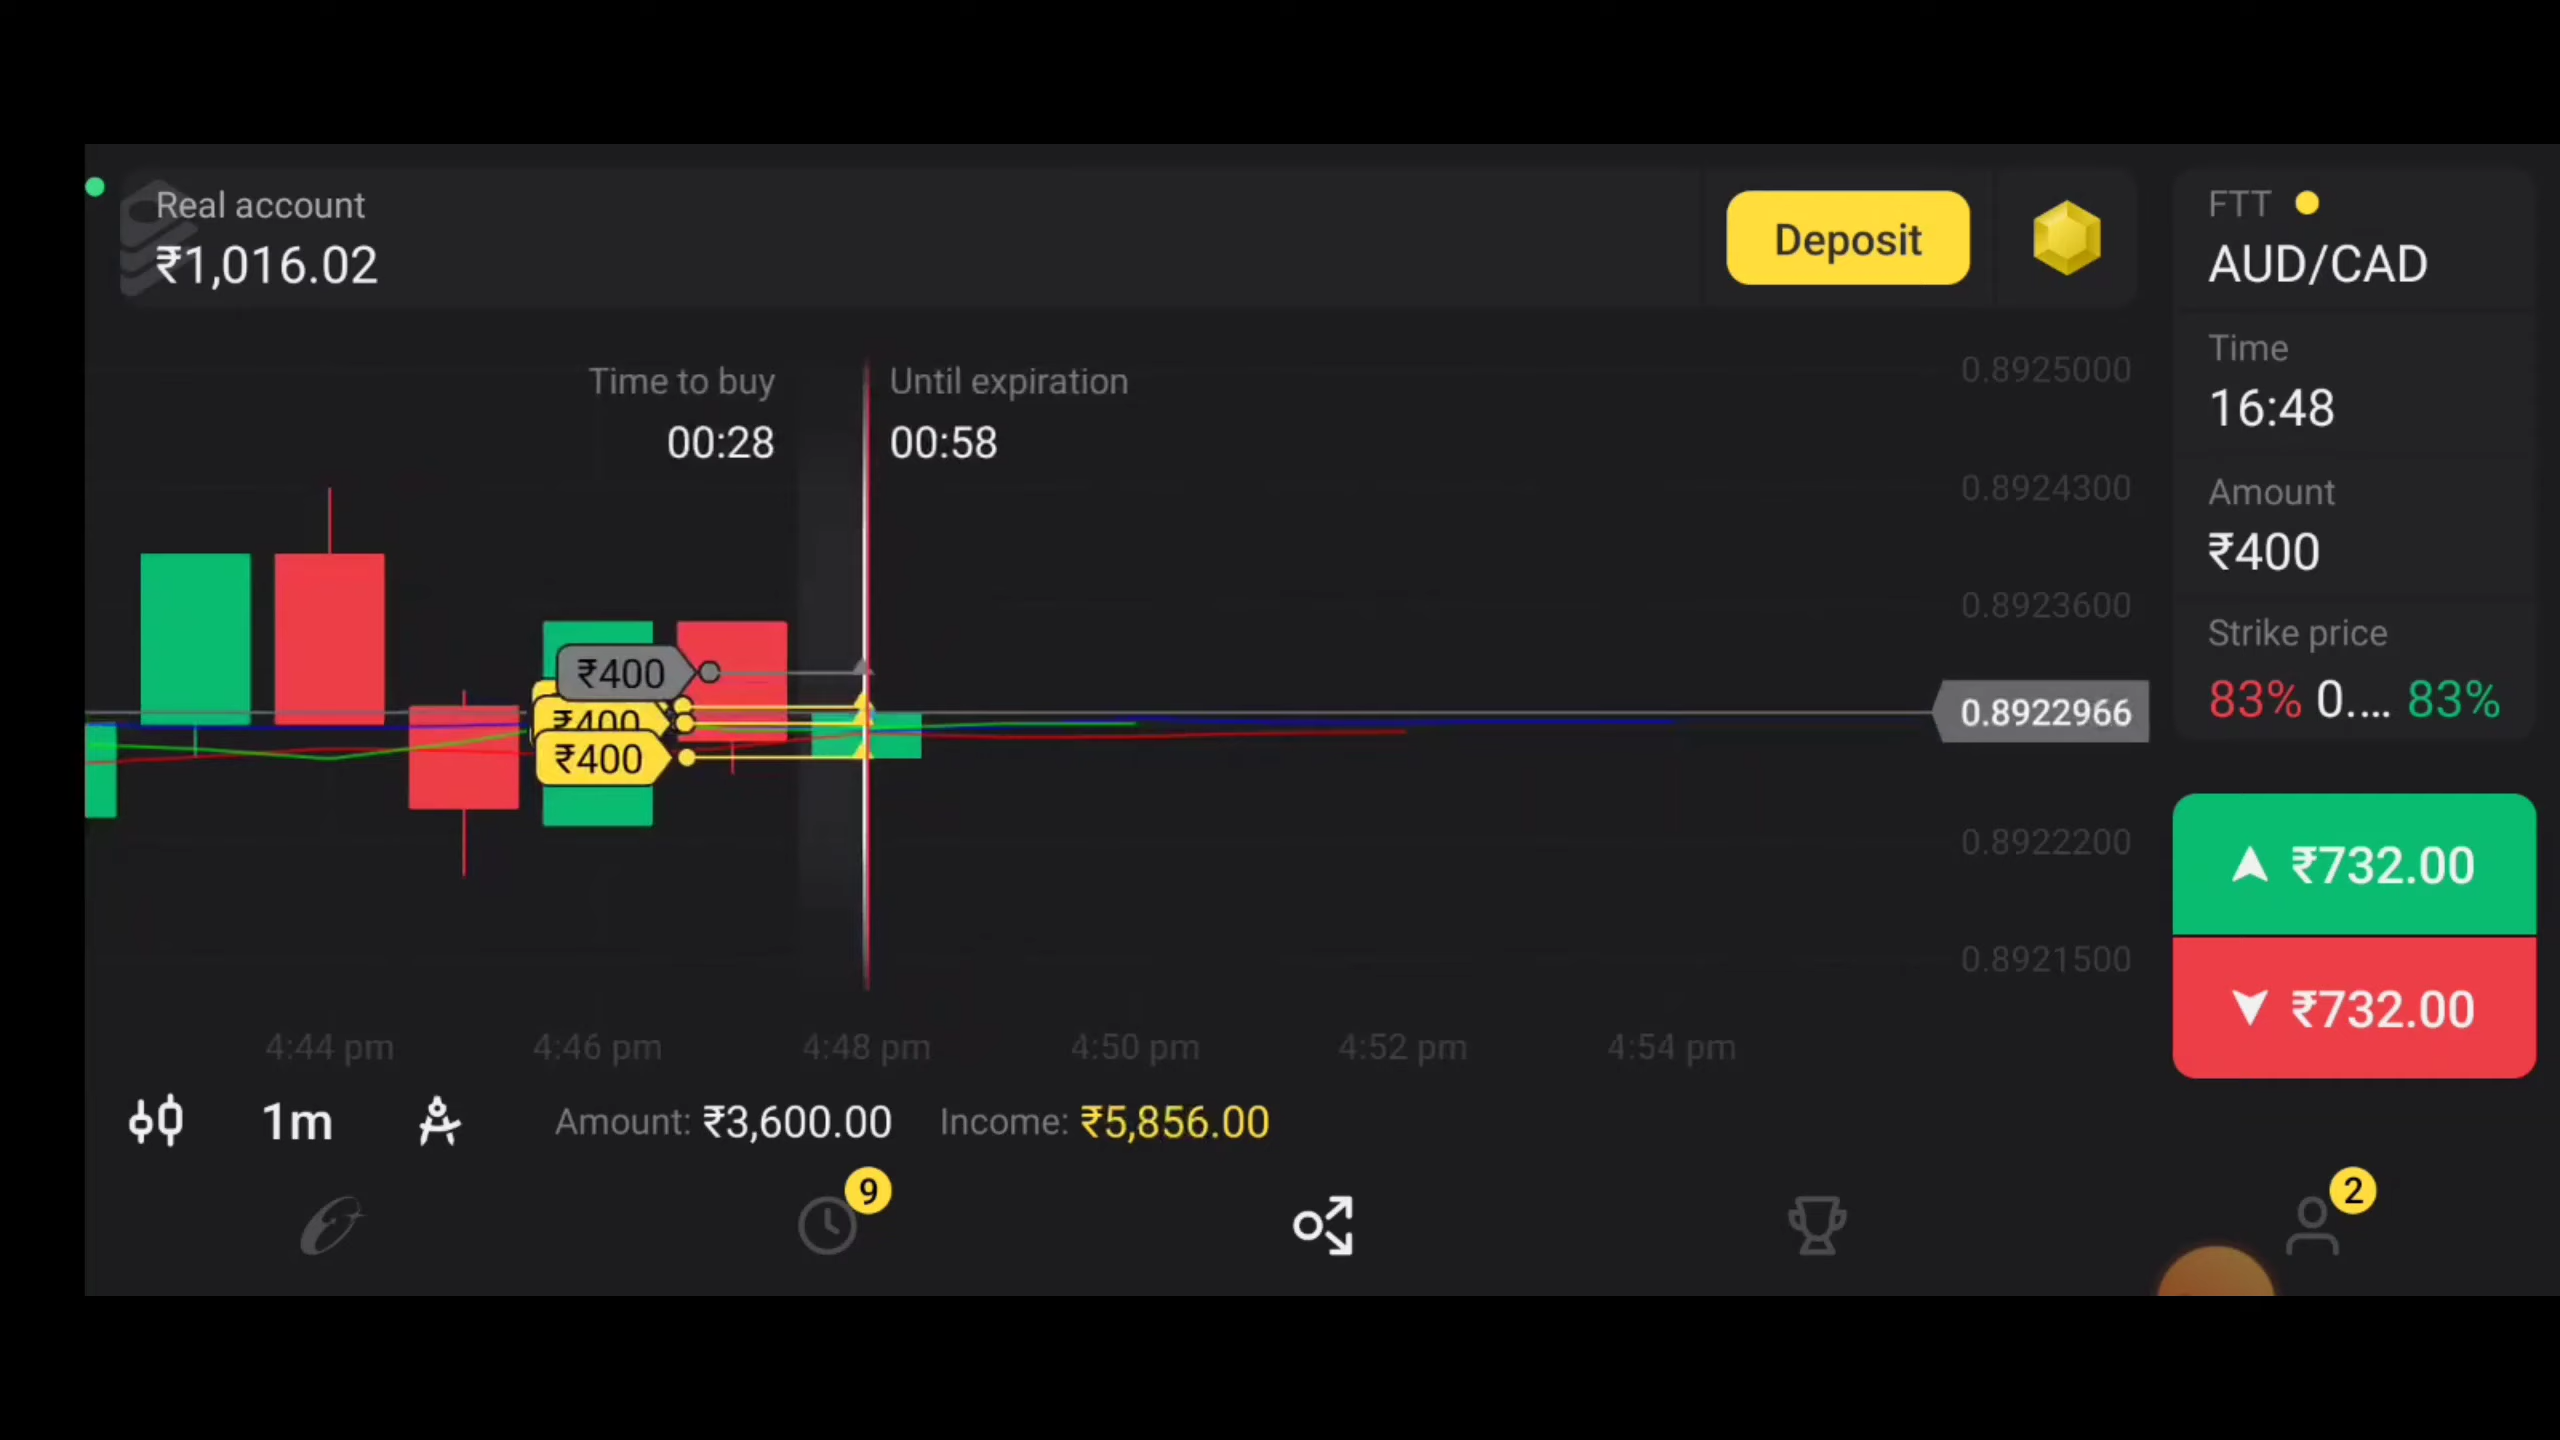 Real account
₹1,016.02
Deposit
FTT
AUD/CAD
Time to buy
00:28
Until expiration
00:58
0.8925000
0.8924300
0.8923600
0.8922966
0.8922200
0.8921500
Time
16:48
Amount
₹400
Strike price
83% 0.... 83%
₹400
₹400
₹400
₹732.00
₹732.00
4:44 pm
4:46 pm
4:48 pm
4:50 pm
4:52 pm
4:54 pm
1m
Amount: ₹3,600.00
Income: ₹5,856.00
9
2